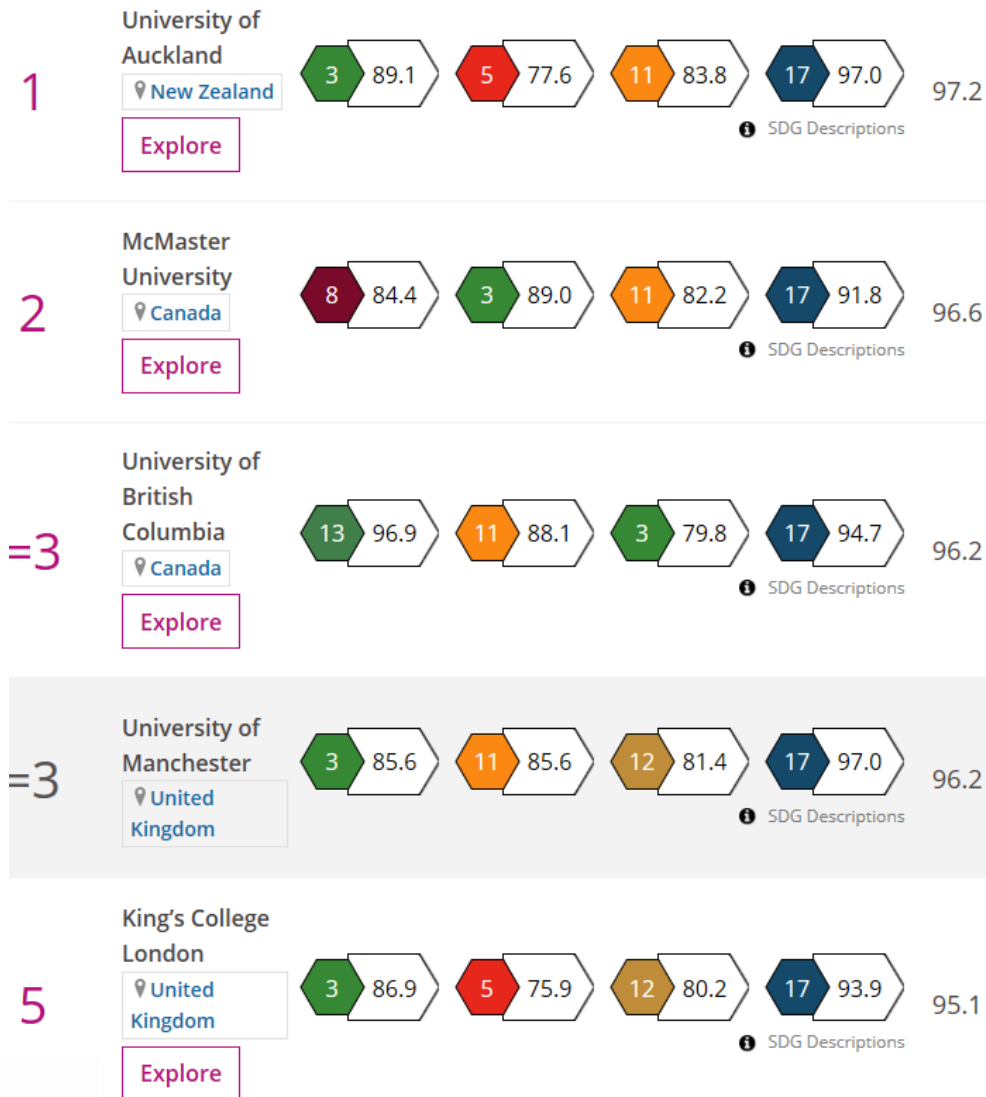 University of
Auckland
New Zealand
Explore
1
3 89.1 5 77.6 11 83.8 17 97.0
SDG Descriptions
97.2
McMaster
University
Canada
Explore
2
8 84.4 3 89.0 11 82.2 17 91.8
SDG Descriptions
96.6
University of
British
Columbia
Canada
Explore
=3
13 96.9 11 88.1 3 79.8 17 94.7
SDG Descriptions
96.2
University of
Manchester
United
Kingdom
=3
3 85.6 11 85.6 12 81.4 17 97.0
SDG Descriptions
96.2
King's College
London
United
Kingdom
Explore
5
3 86.9 5 75.9 12 80.2 17 93.9
SDG Descriptions
95.1